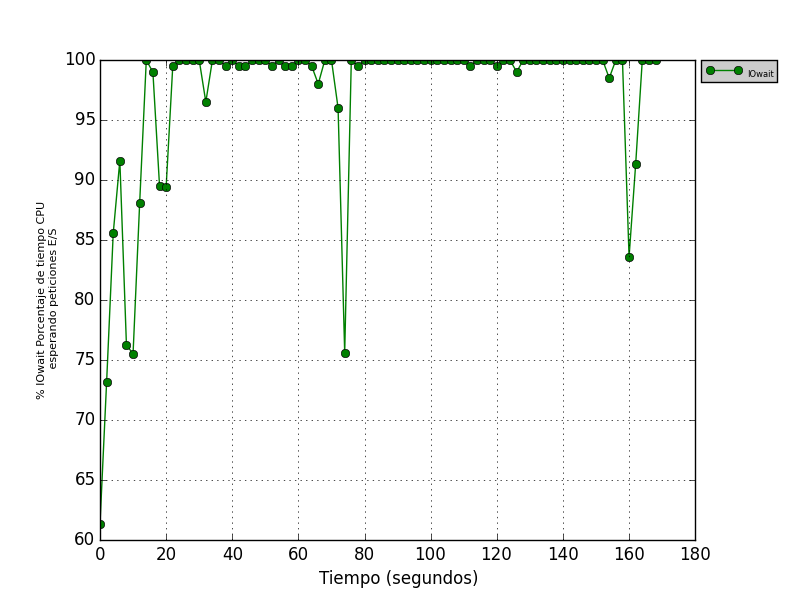 100
95
90
85
80
75
70
65
60
% IOwait Porcentaje de tiempo CPU
esperando peticiones E/S
0 20 40 60 80 100 120 140 160 180
Tiempo (segundos)
IOwait